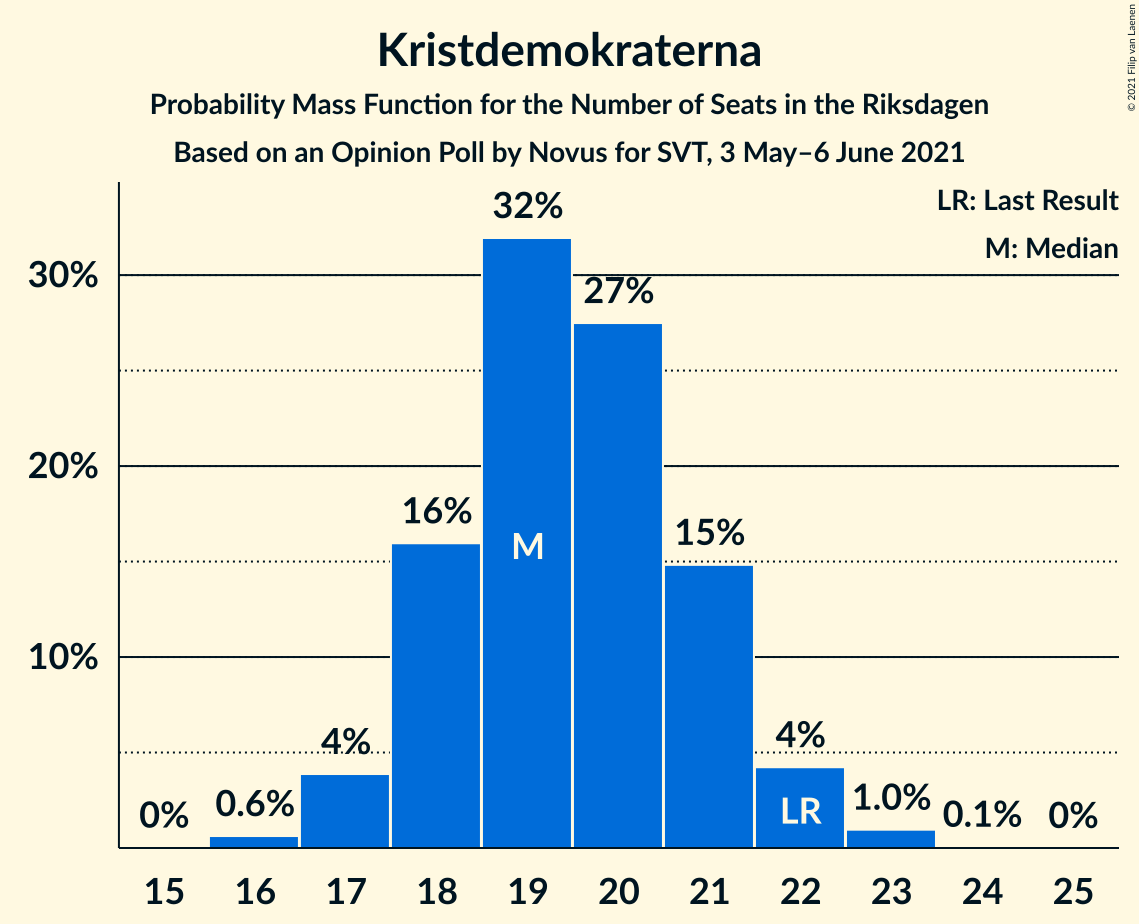 Kristdemokraterna
Probability Mass Function for the Number of Seats in the Riksdagen
Based on an Opinion Poll by Novus for SVT, 3 May–6 June 2021
© 2021 Filip van Laenen
LR: Last Result
M: Median
30%
20%
10%
0%
0.6%
4%
16%
32%
27%
15%
4%
1.0%
0.1%
0%
M
LR
15 16 17 18 19 20 21 22 23 24 25